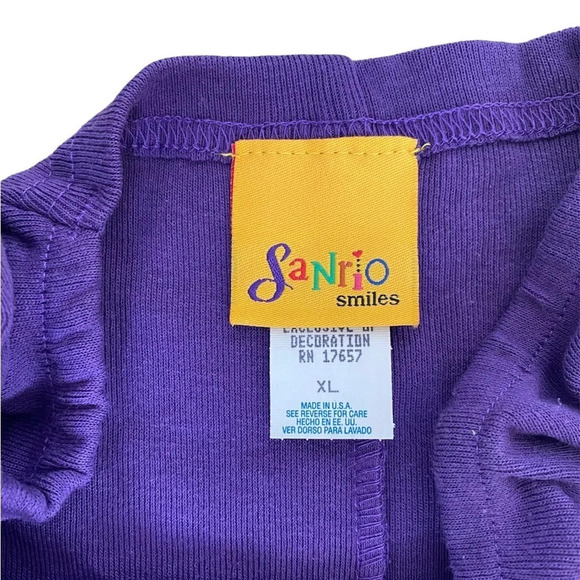 Sanrio
smiles
EXCLUSIVE OF
DECORATION
RN 17657
XL
MADE IN U.S.A.
SEE REVERSE FOR CARE
HECHO EN EE. UU.
VER DORSO PARA LAVADO